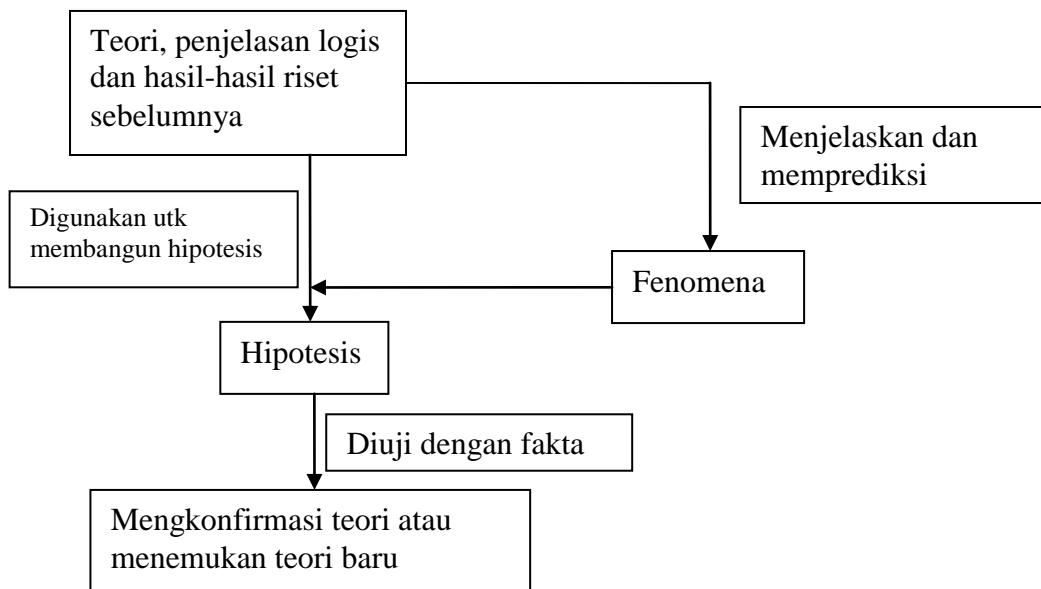 Teori, penjelasan logis
dan hasil-hasil riset
sebelumnya
Menjelaskan dan
memprediksi
Digunakan utk
membangun hipotesis
Fenomena
Hipotesis
Diuji dengan fakta
Mengkonfirmasi teori atau
menemukan teori baru